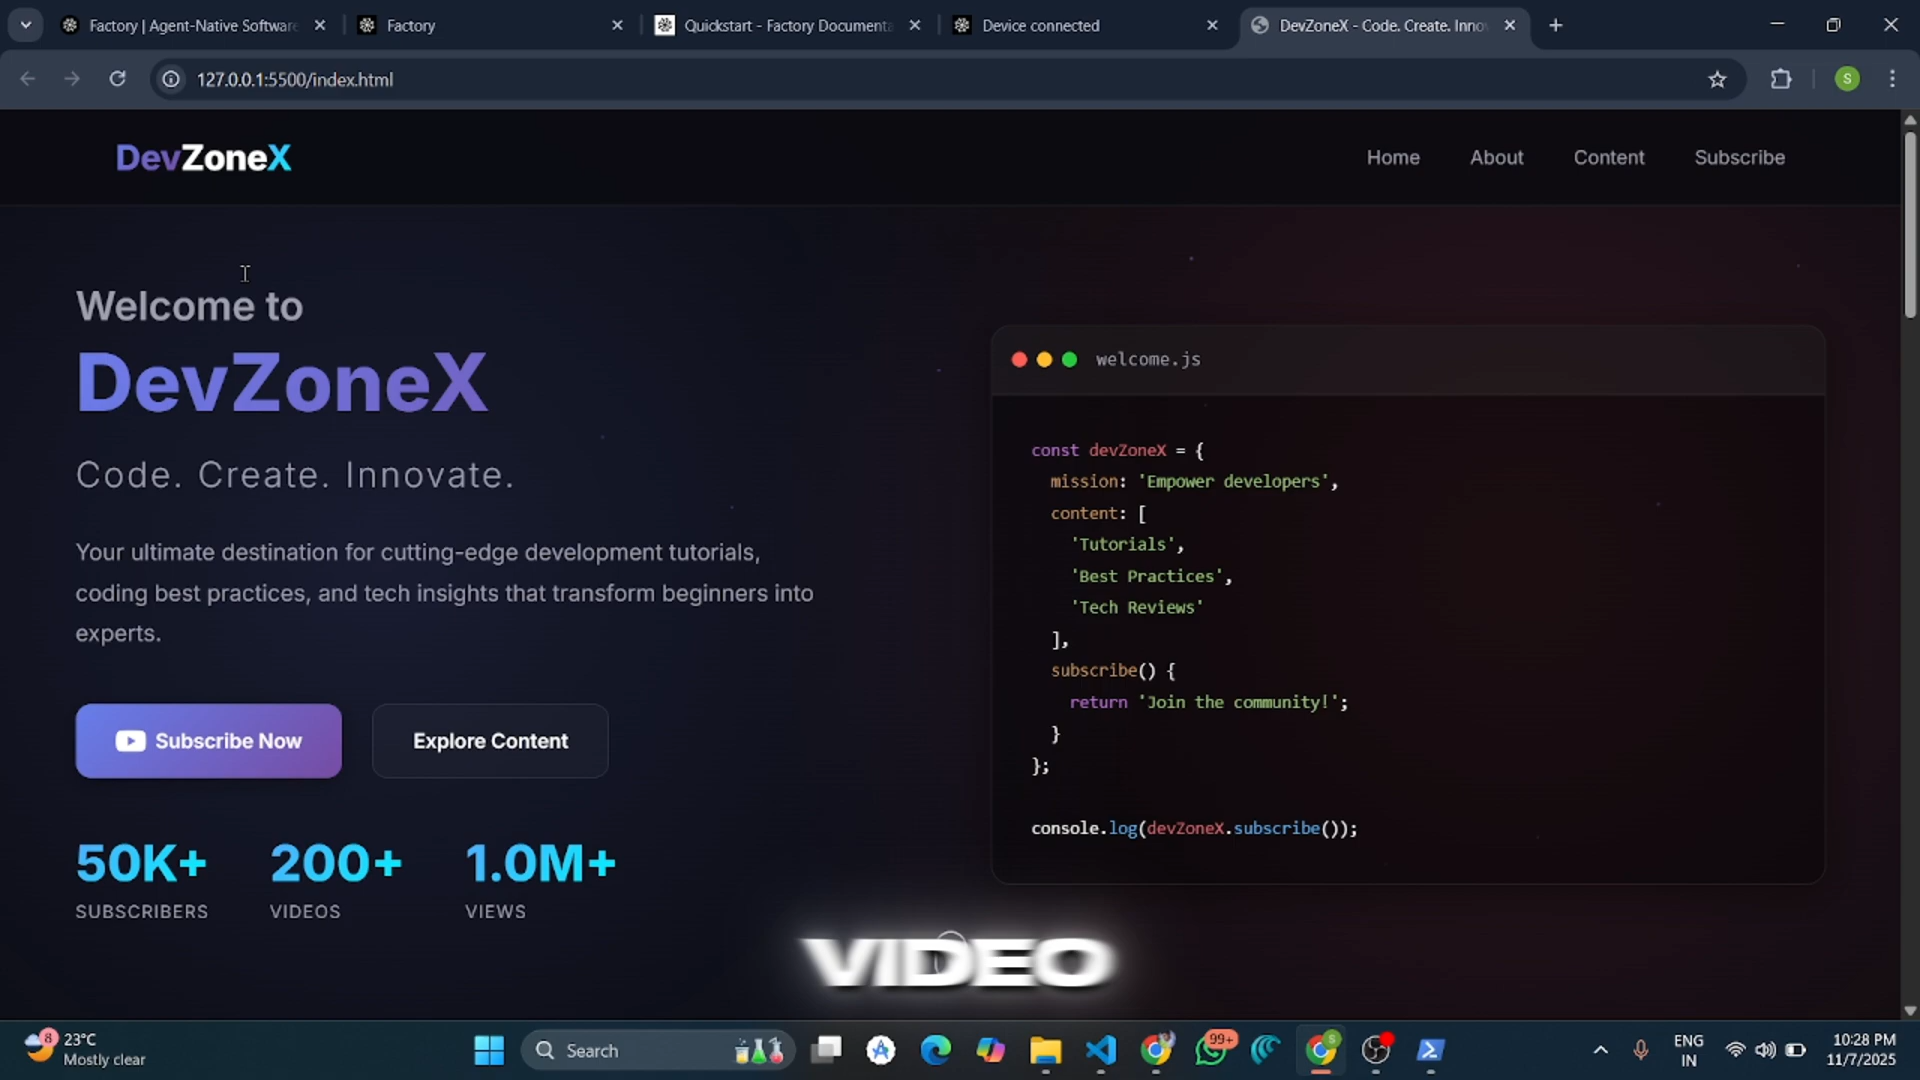 Factory | Agent-Native Software
Factory
Quickstart - Factory Documenta
Device connected
DevZoneX - Code. Create. Inno
127.0.0.1:5500/index.html
S
DevZoneX
Home
About
Content
Subscribe
Welcome to
DevZoneX
Code. Create. Innovate.
Your ultimate destination for cutting-edge development tutorials,
coding best practices, and tech insights that transform beginners into
experts.
Subscribe Now
Explore Content
50K+
SUBSCRIBERS
200+
VIDEOS
1.0M+
VIEWS
welcome.js
const devZoneX = {
mission: 'Empower developers',
content: [
'Tutorials',
'Best Practices',
'Tech Reviews'
],
subscribe() {
return 'Join the community!';
}
};
console.log(devZoneX.subscribe());
VIDEO
8
23°C
Mostly clear
Search
99+
S
ENG
IN
10:28 PM
11/7/2025